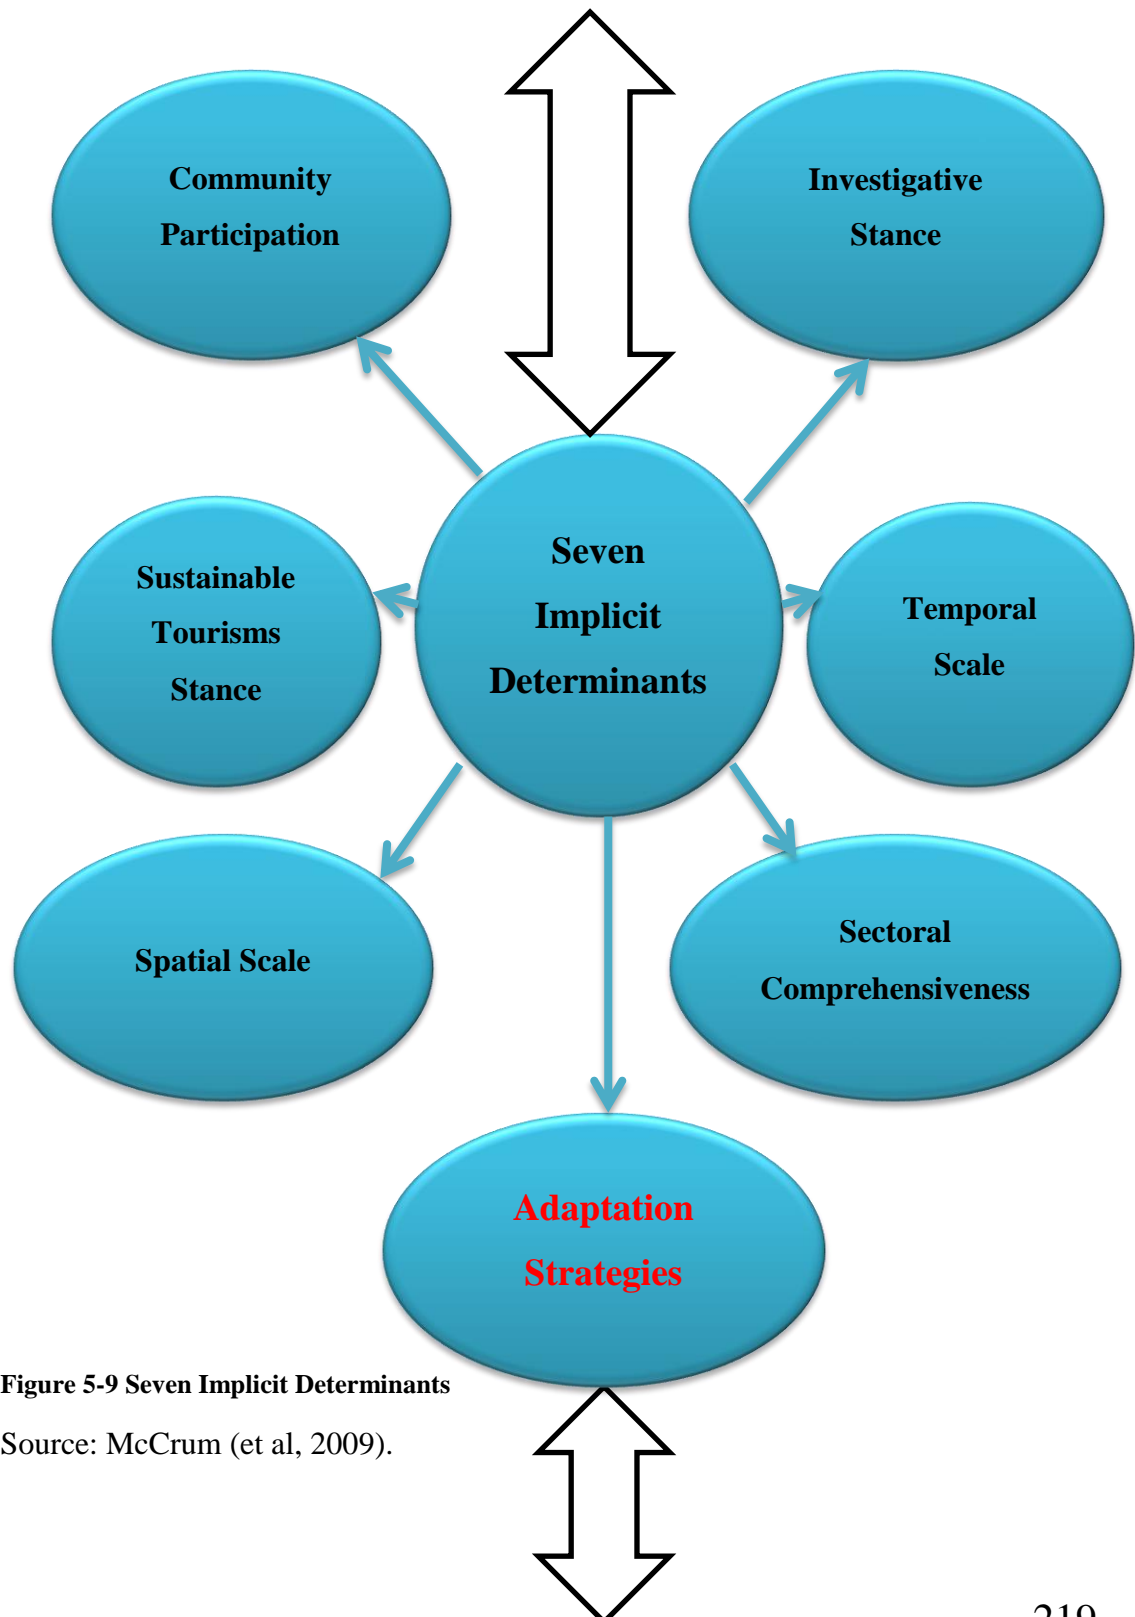 Community
Participation
Investigative
Stance
Seven
Implicit
Determinants
Sustainable
Tourisms
Stance
Temporal
Scale
Spatial Scale
Sectoral
Comprehensiveness
Adaptation
Strategies
Figure 5-9 Seven Implicit Determinants
Source: McCrum (et al, 2009).
219